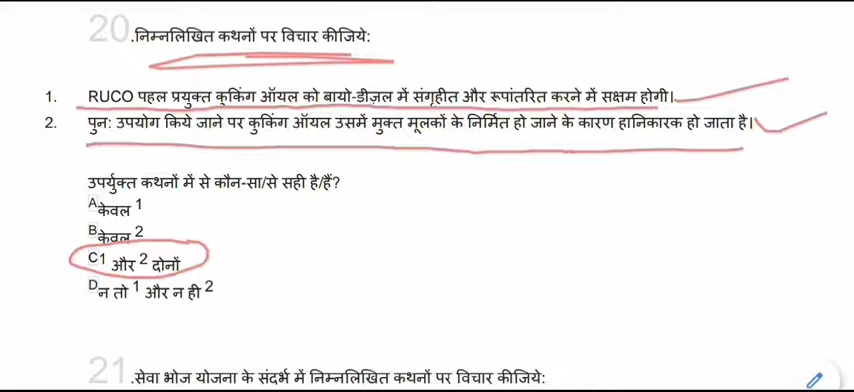 20.निम्नलिखित कथनों पर विचार कीजिये:
1. RUCO पहल प्रयुक्त कूकिंग ऑयल को बायो-डीज़ल में संगृहीत और रूपांतरित करने में सक्षम होगी।
2. पुन: उपयोग किये जाने पर कुकिंग ऑयल उसमें मुक्त मूलकों के निर्मित हो जाने के कारण हानिकारक हो जाता है।
उपर्युक्त कथनों में से कौन-सा/से सही है/हैं?
A केवल 1
B केवल 2
C 1 और 2 दोनों
D न तो 1 और न ही 2
21.सेवा भोज योजना के संदर्भ में निम्नलिखित कथनों पर विचार कीजिये: